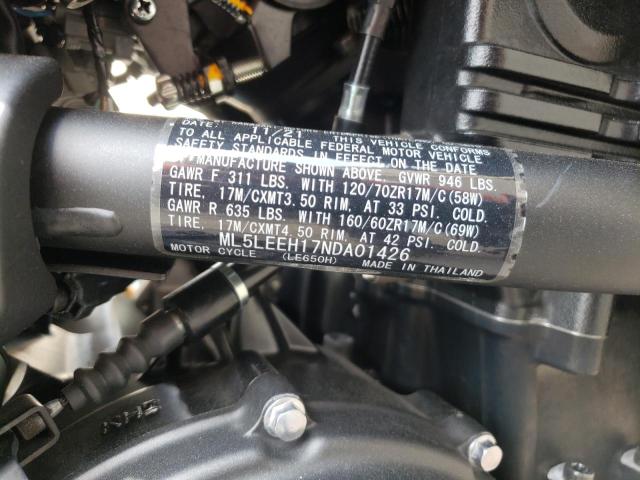 DATE:
11/21 THIS VEHICLE CONFORMS
TO ALL APPLICABLE FEDERAL MOTOR VEHICLE
SAFETY STANDARDS IN EFFECT ON THE DATE
OF MANUFACTURE SHOWN ABOVE. GVWR 946 LBS.
GAWR F 311 LBS. WITH 120/70ZR17M/C(58W)
TIRE, 17M/CXMT3.50 RIM. AT 33 PSI. COLD.
GAWR R 635 LBS. WITH 160/60ZR17M/C(69W)
TIRE, 17M/CXMT4.50 RIM. AT 42 PSI. COLD.
ML5LEEH17NDA01426
MOTOR CYCLE (LE650H) MADE IN THAILAND